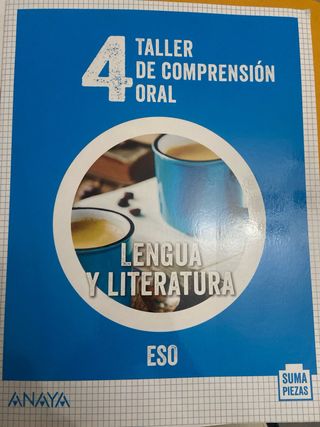 4 TALLER
DE COMPRENSIÓN
ORAL
LENGUA
Y LITERATURA
ESO
SUMA
PIEZAS
ANAYA